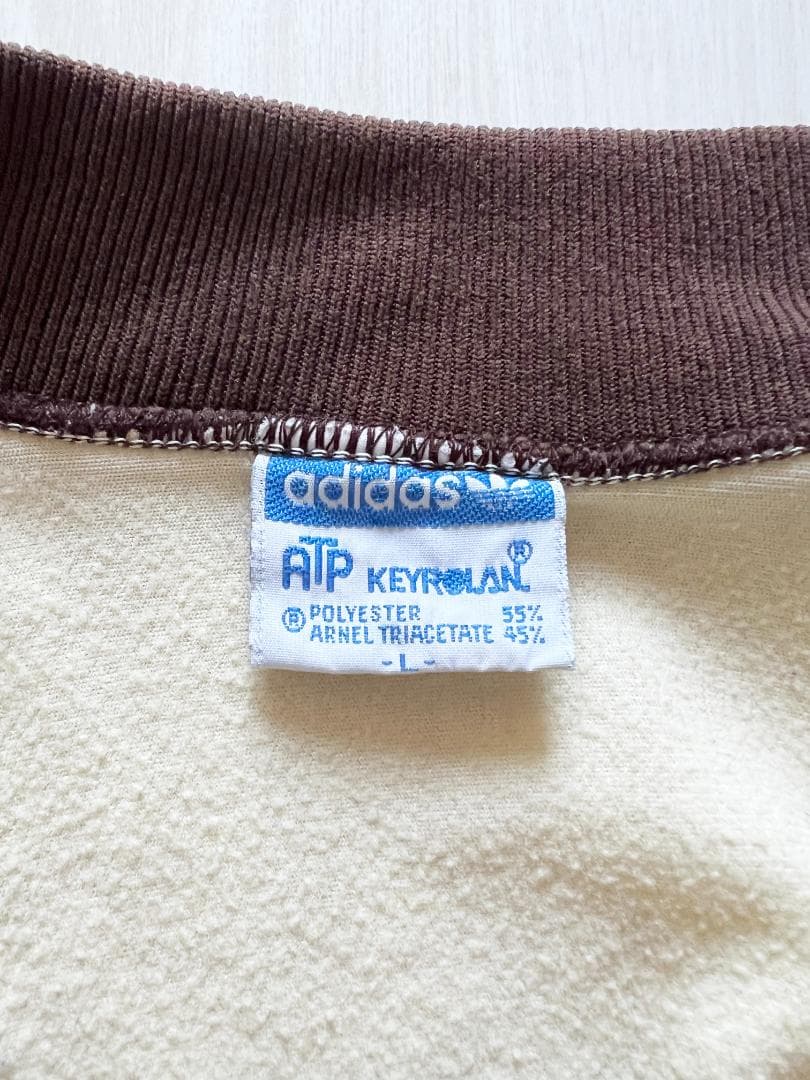 adidas
ATP KEYROLAN ®
® POLYESTER 55%
ARNEL TRIACETATE 45%
- L -